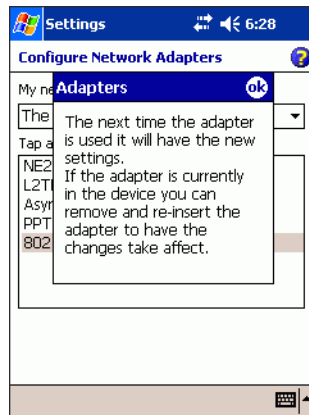 Settings 6:28
Configure Network Adapters ?
My ne
Adapters ok
The
The next time the adapter
is used it will have the new
settings.
If the adapter is currently
in the device you can
remove and re-insert the
adapter to have the
changes take affect.
Tap a
NE2
L2T
Asyn
PPT
802